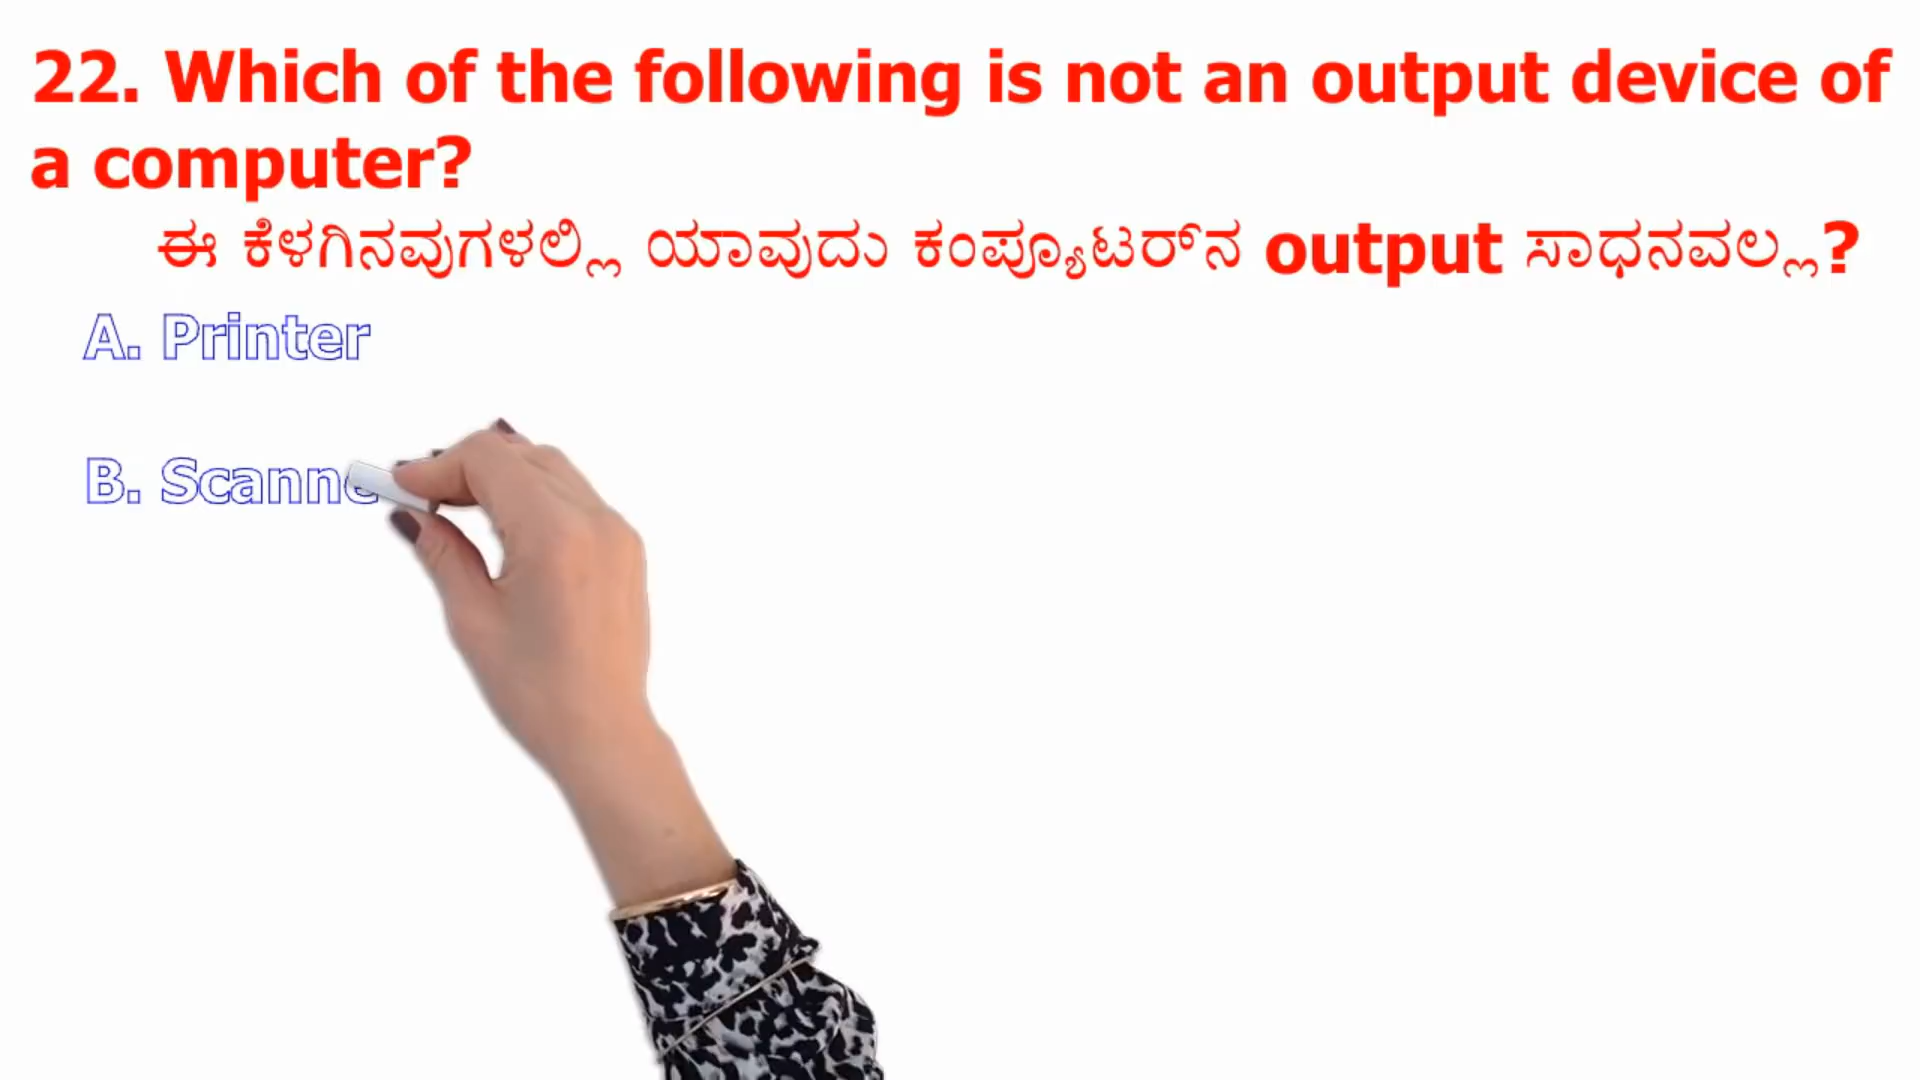 22. Which of the following is not an output device of
a computer?
ಈ ಕೆಳಗಿನವುಗಳಲ್ಲಿ ಯಾವುದು ಕಂಪ್ಯೂಟರ್‌ನ output ಸಾಧನವಲ್ಲ?
A. Printer
B. Scanne